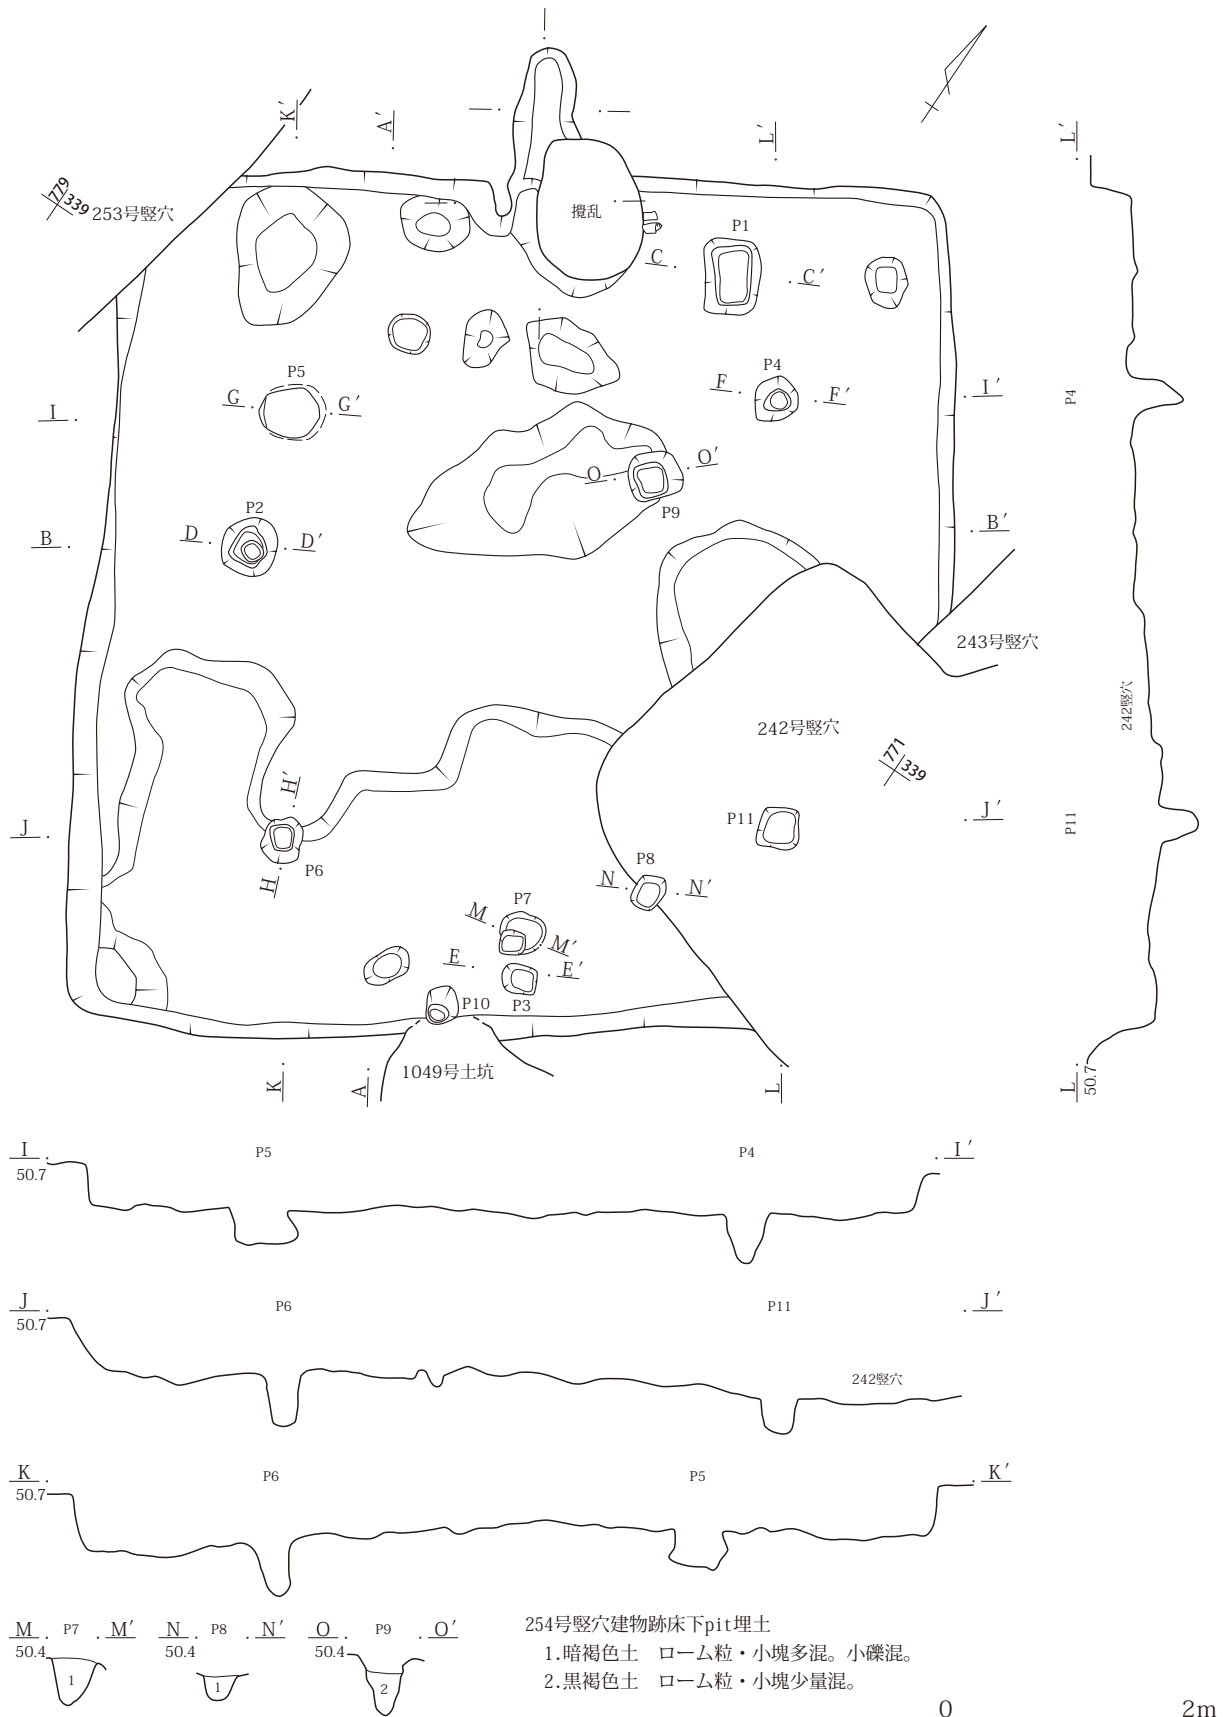 K′
A′
L′
L′
779
339
253号竪穴
攪乱
P1
C
C′
P5
P4
G
G′
F
F′
I
I′
P4
O
O′
P9
P2
D
D′
B
B′
243号竪穴
242竪穴
242号竪穴
771
339
H′
J
P11
J′
P11
P6
H
P8
N
N′
P7
M
M′
E
E′
P10
P3
1049号土坑
K
A
L
L
50.7
I
50.7
P5
P4
I′
J
50.7
P6
P11
J′
242竪穴
K
50.7
P6
P5
K′
M
P7
M′
50.4
1
N
P8
N′
50.4
1
O
P9
O′
50.4
2
254号竪穴建物跡床下pit埋土
1.暗褐色土　ローム粒・小塊多混。小礫混。
2.黒褐色土　ローム粒・小塊少量混。
0
2m